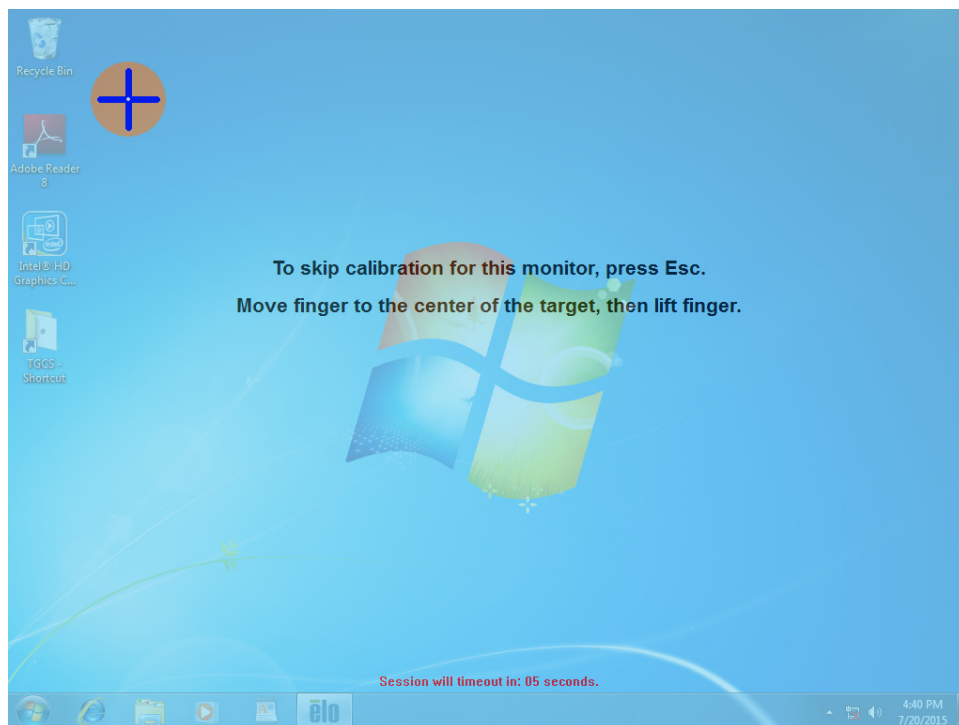 Recycle Bin
Adobe Reader
8
Intel® HD
Graphics C...
TGCS -
Shortcut
To skip calibration for this monitor, press Esc.
Move finger to the center of the target, then lift finger.
Session will timeout in: 05 seconds.
ēlo
4:40 PM
7/20/2015